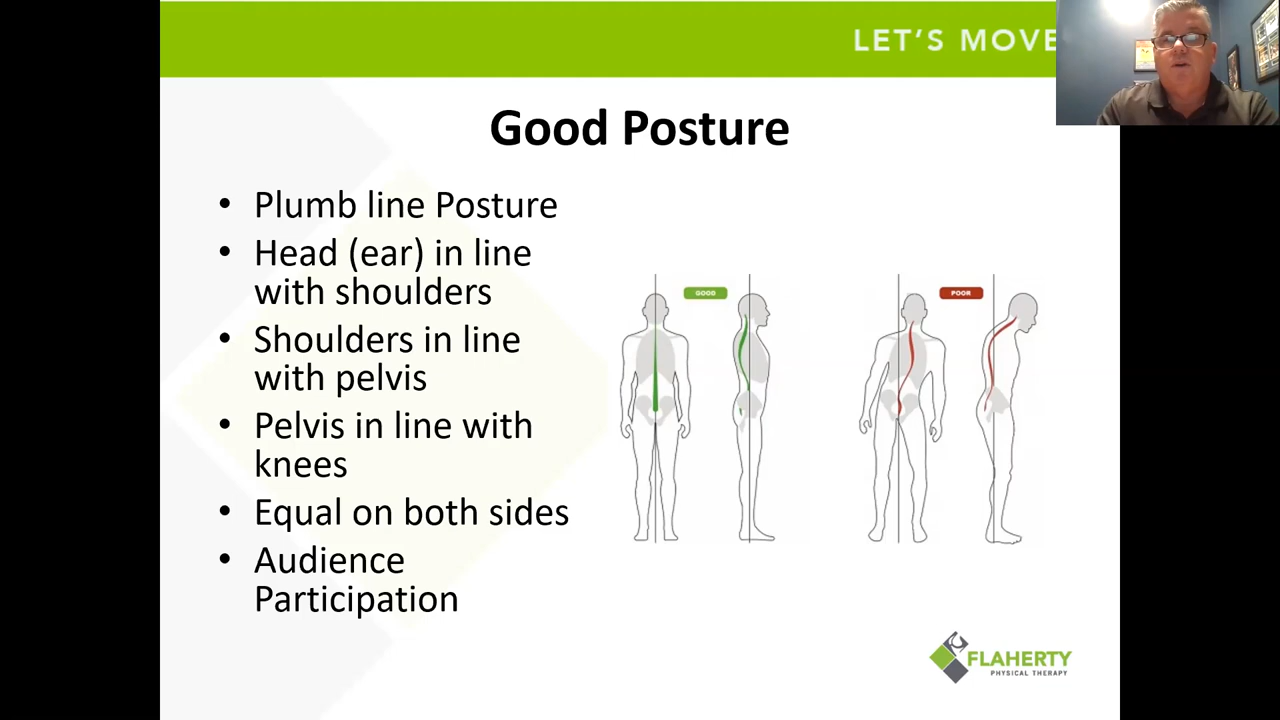 LET'S MOVE
Good Posture
• Plumb line Posture
• Head (ear) in line
with shoulders
• Shoulders in line
with pelvis
• Pelvis in line with
knees
• Equal on both sides
• Audience
Participation
GOOD
POOR
FLAHERTY
PHYSICAL THERAPY